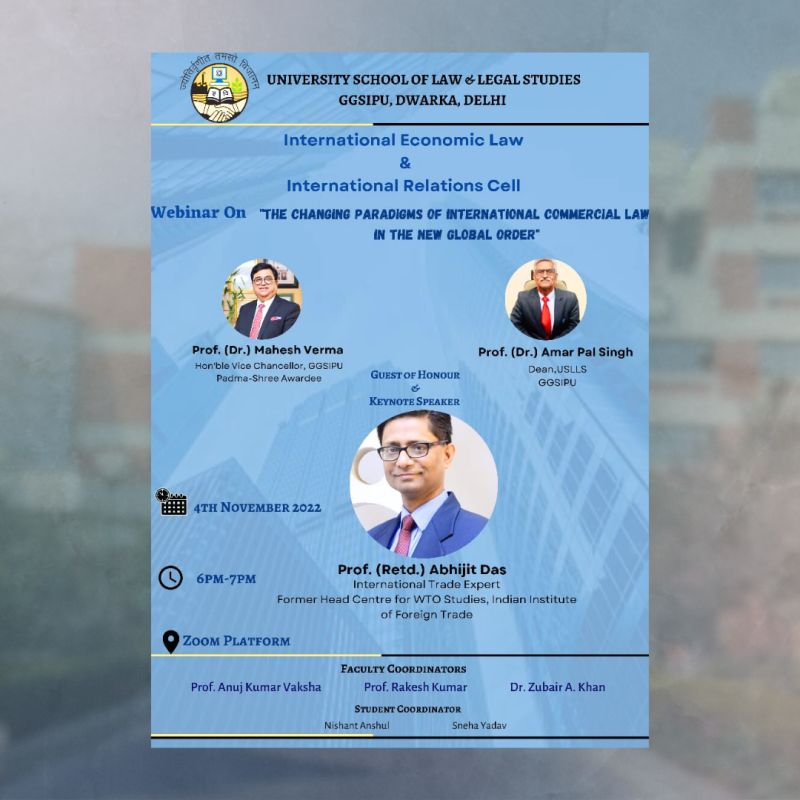 ज्योतिर्वृणीत तमसो विजानन
UNIVERSITY SCHOOL OF LAW & LEGAL STUDIES
GGSIPU, DWARKA, DELHI
International Economic Law
&
International Relations Cell
Webinar On "THE CHANGING PARADIGMS OF INTERNATIONAL COMMERCIAL LAW
IN THE NEW GLOBAL ORDER"
Prof. (Dr.) Mahesh Verma
Hon'ble Vice Chancellor, GGSIPU
Padma-Shree Awardee
Prof. (Dr.) Amar Pal Singh
Dean,USLLS
GGSIPU
GUEST OF HONOUR
&
KEYNOTE SPEAKER
4TH NOVEMBER 2022
6PM-7PM
ZOOM PLATFORM
Prof. (Retd.) Abhijit Das
International Trade Expert
Former Head Centre for WTO Studies, Indian Institute
of Foreign Trade
FACULTY COORDINATORS
Prof. Anuj Kumar Vaksha Prof. Rakesh Kumar Dr. Zubair A. Khan
STUDENT COORDINATOR
Nishant Anshul Sneha Yadav